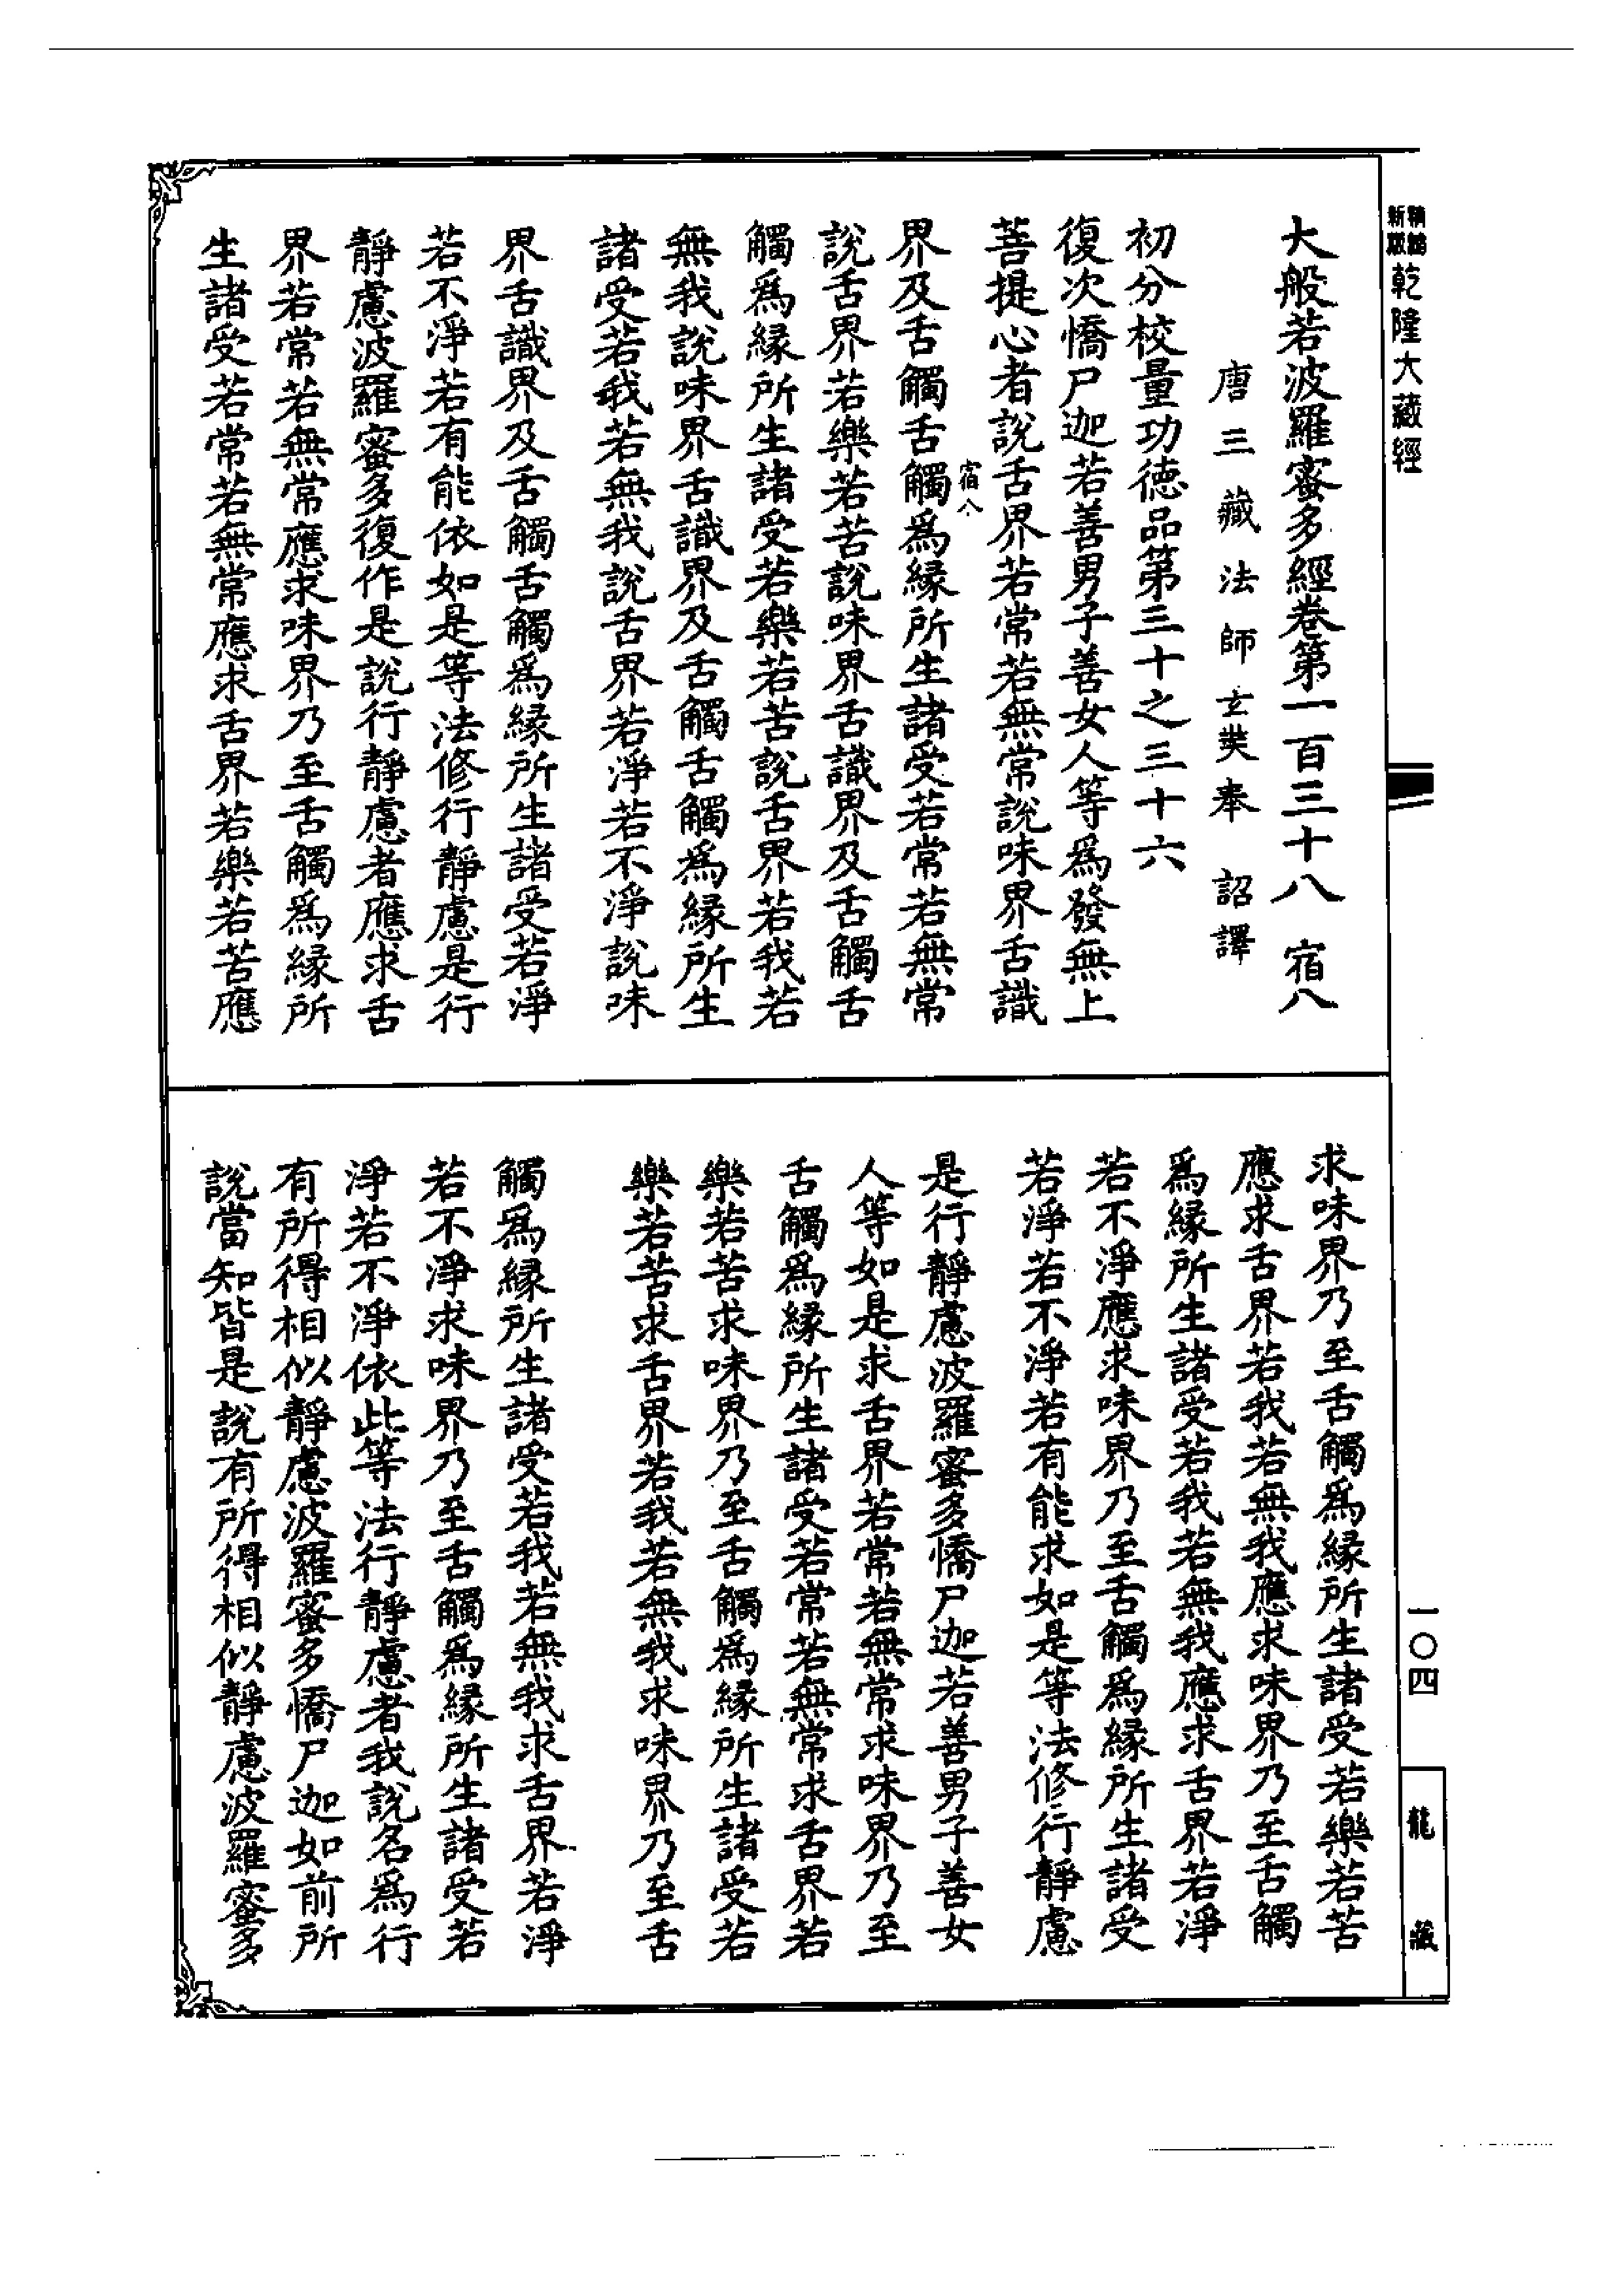 新編縮版
乾隆大藏經
大般若波羅蜜多經卷第一百三十八 宿八
唐三藏法師玄奘奉 詔譯
初分校量功德品第三十之三十六
復次憍尸迦若善男子善女人等爲發無上
菩提心者說舌界若常若無常說味界舌識
宿八
界及舌觸舌觸爲緣所生諸受若常若無常
說舌界若樂若苦說味界舌識界及舌觸舌
觸爲緣所生諸受若樂若苦說舌界若我若
無我說味界舌識界及舌觸舌觸爲緣所生
諸受若我若無我說舌界若淨若不淨說味
界舌識界及舌觸舌觸爲緣所生諸受若淨
若不淨若有能依如是等法修行靜慮是行
靜慮波羅蜜多復作是說行靜慮者應求舌
界若常若無常應求味界乃至舌觸爲緣所
生諸受若常若無常應求舌界若樂若苦應
求味界乃至舌觸爲緣所生諸受若樂若苦
應求舌界若我若無我應求味界乃至舌觸
爲緣所生諸受若我若無我應求舌界若淨
若不淨應求味界乃至舌觸爲緣所生諸受
若淨若不淨若有能求如是等法修行靜慮
是行靜慮波羅蜜多憍尸迦若善男子善女
人等如是求舌界若常若無常求味界乃至
舌觸爲緣所生諸受若常若無常求舌界若
樂若苦求味界乃至舌觸爲緣所生諸受若
樂若苦求舌界若我若無我求味界乃至舌
觸爲緣所生諸受若我若無我求舌界若淨
若不淨求味界乃至舌觸爲緣所生諸受若
淨若不淨依此等法行靜慮者我說名爲行
有所得相似靜慮波羅蜜多憍尸迦如前所
說當知皆是說有所得相似靜慮波羅蜜多
一〇四
龍藏